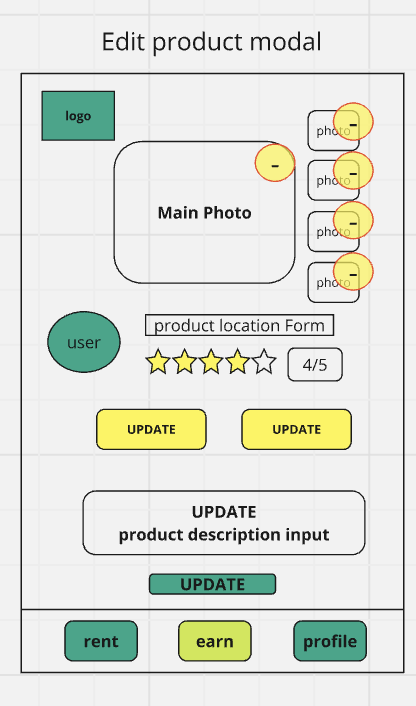 Edit product modal
logo
-
photo
-
Main Photo
photo
-
photo
-
photo
-
product location Form
user
4/5
UPDATE
UPDATE
UPDATE
product description input
UPDATE
rent
earn
profile